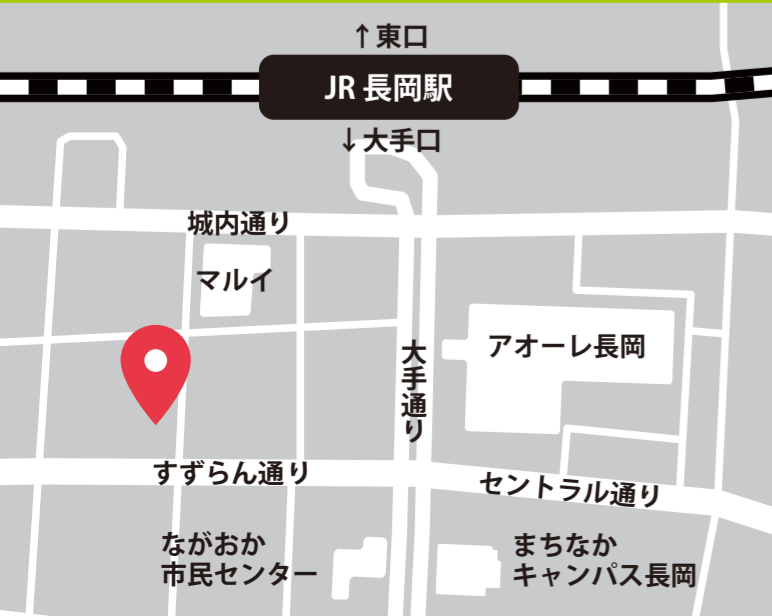 ↑東口
JR 長岡駅
↓大手口
城内通り
マルイ
アオーレ長岡
大手通り
すずらん通り
セントラル通り
ながおか
市民センター
まちなか
キャンパス長岡